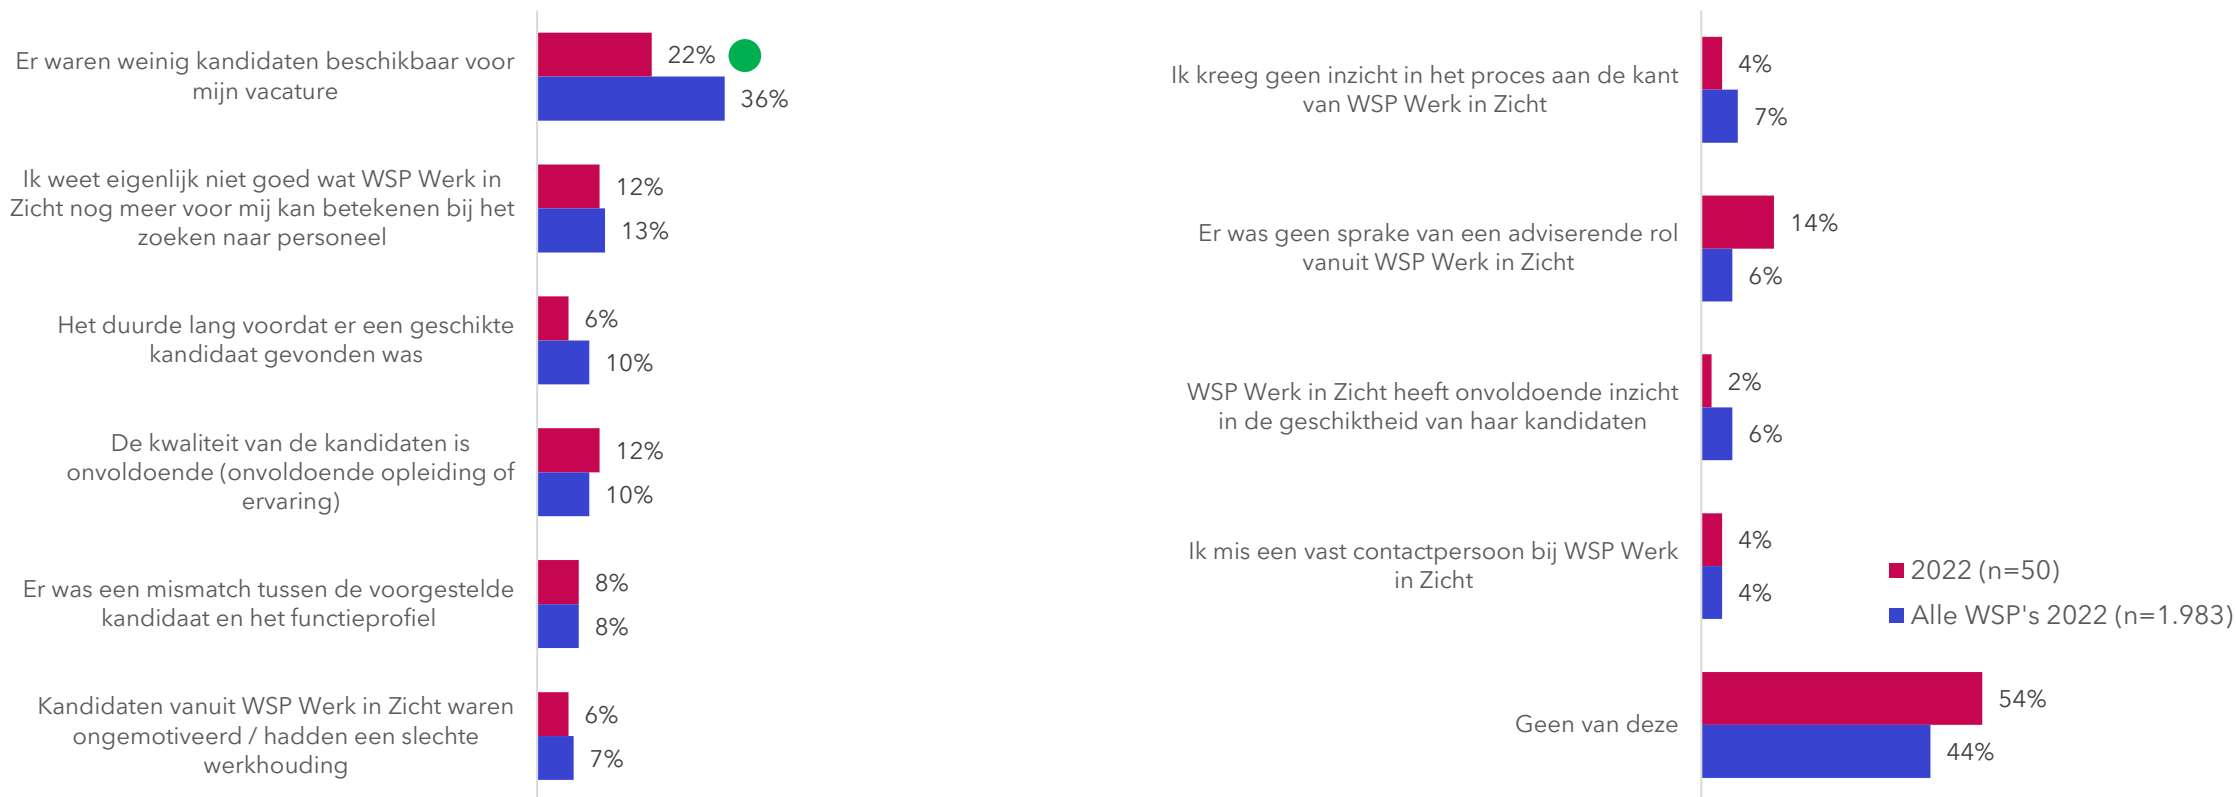 Er waren weinig kandidaten beschikbaar voor
mijn vacature
22%
36%
Ik weet eigenlijk niet goed wat WSP Werk in
Zicht nog meer voor mij kan betekenen bij het
zoeken naar personeel
12%
13%
Het duurde lang voordat er een geschikte
kandidaat gevonden was
6%
10%
De kwaliteit van de kandidaten is
onvoldoende (onvoldoende opleiding of
ervaring)
12%
10%
Er was een mismatch tussen de voorgestelde
kandidaat en het functieprofiel
8%
8%
Kandidaten vanuit WSP Werk in Zicht waren
ongemotiveerd / hadden een slechte
werkhouding
6%
7%
Ik kreeg geen inzicht in het proces aan de kant
van WSP Werk in Zicht
4%
7%
Er was geen sprake van een adviserende rol
vanuit WSP Werk in Zicht
14%
6%
WSP Werk in Zicht heeft onvoldoende inzicht
in de geschiktheid van haar kandidaten
2%
6%
Ik mis een vast contactpersoon bij WSP Werk
in Zicht
4%
4%
Geen van deze
54%
44%
2022 (n=50)
Alle WSP's 2022 (n=1.983)